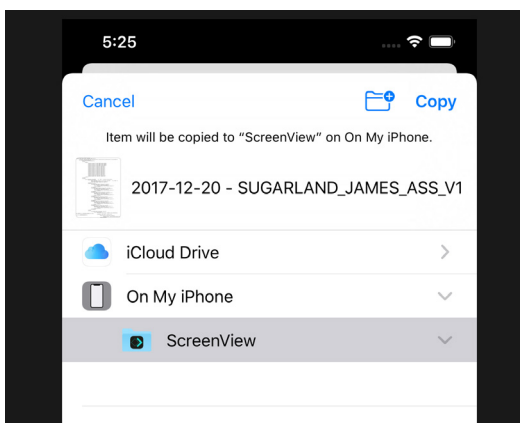 5:25
Cancel
Copy
Item will be copied to “ScreenView” on On My iPhone.
2017-12-20 - SUGARLAND_JAMES_ASS_V1
iCloud Drive
On My iPhone
ScreenView